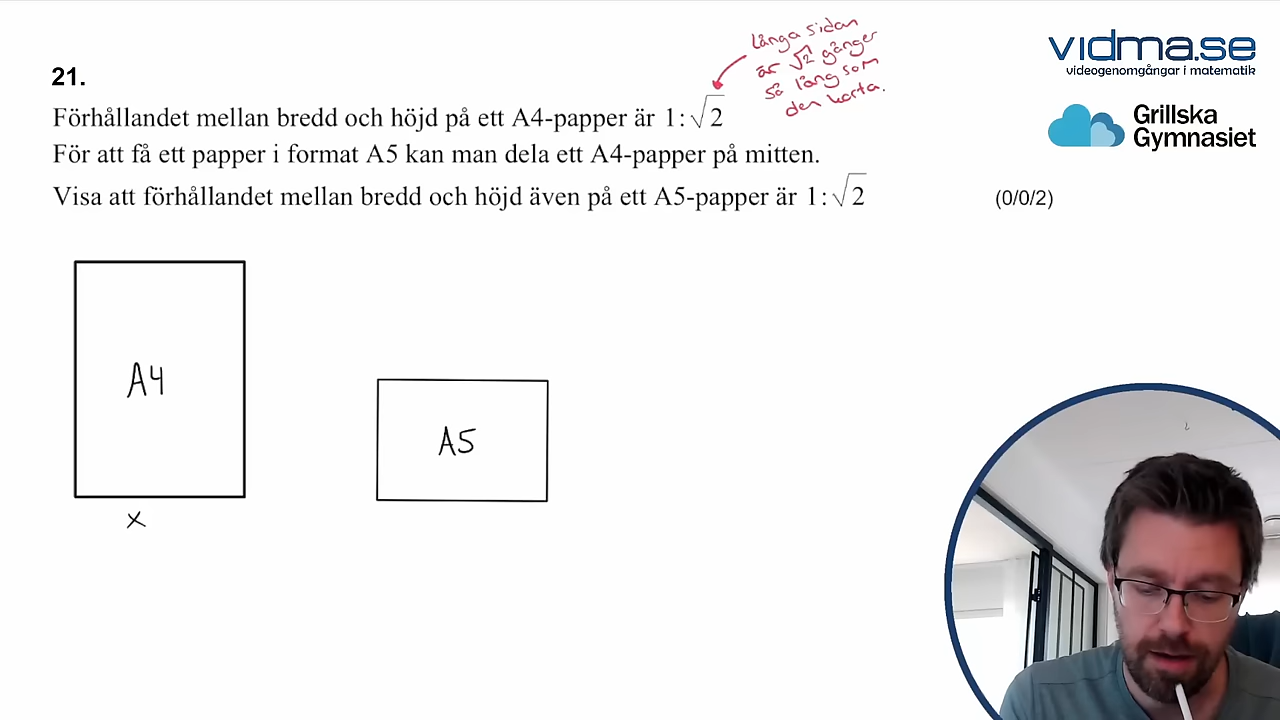 långa sidan
är √2 gånger
så lång som
den korta.
vidma.se
videogenomgångar i matematik
21.
Grillska
Gymnasiet
Förhållandet mellan bredd och höjd på ett A4-papper är 1:√2
För att få ett papper i format A5 kan man dela ett A4-papper på mitten.
Visa att förhållandet mellan bredd och höjd även på ett A5-papper är 1:√2
(0/0/2)
A4
A5
x